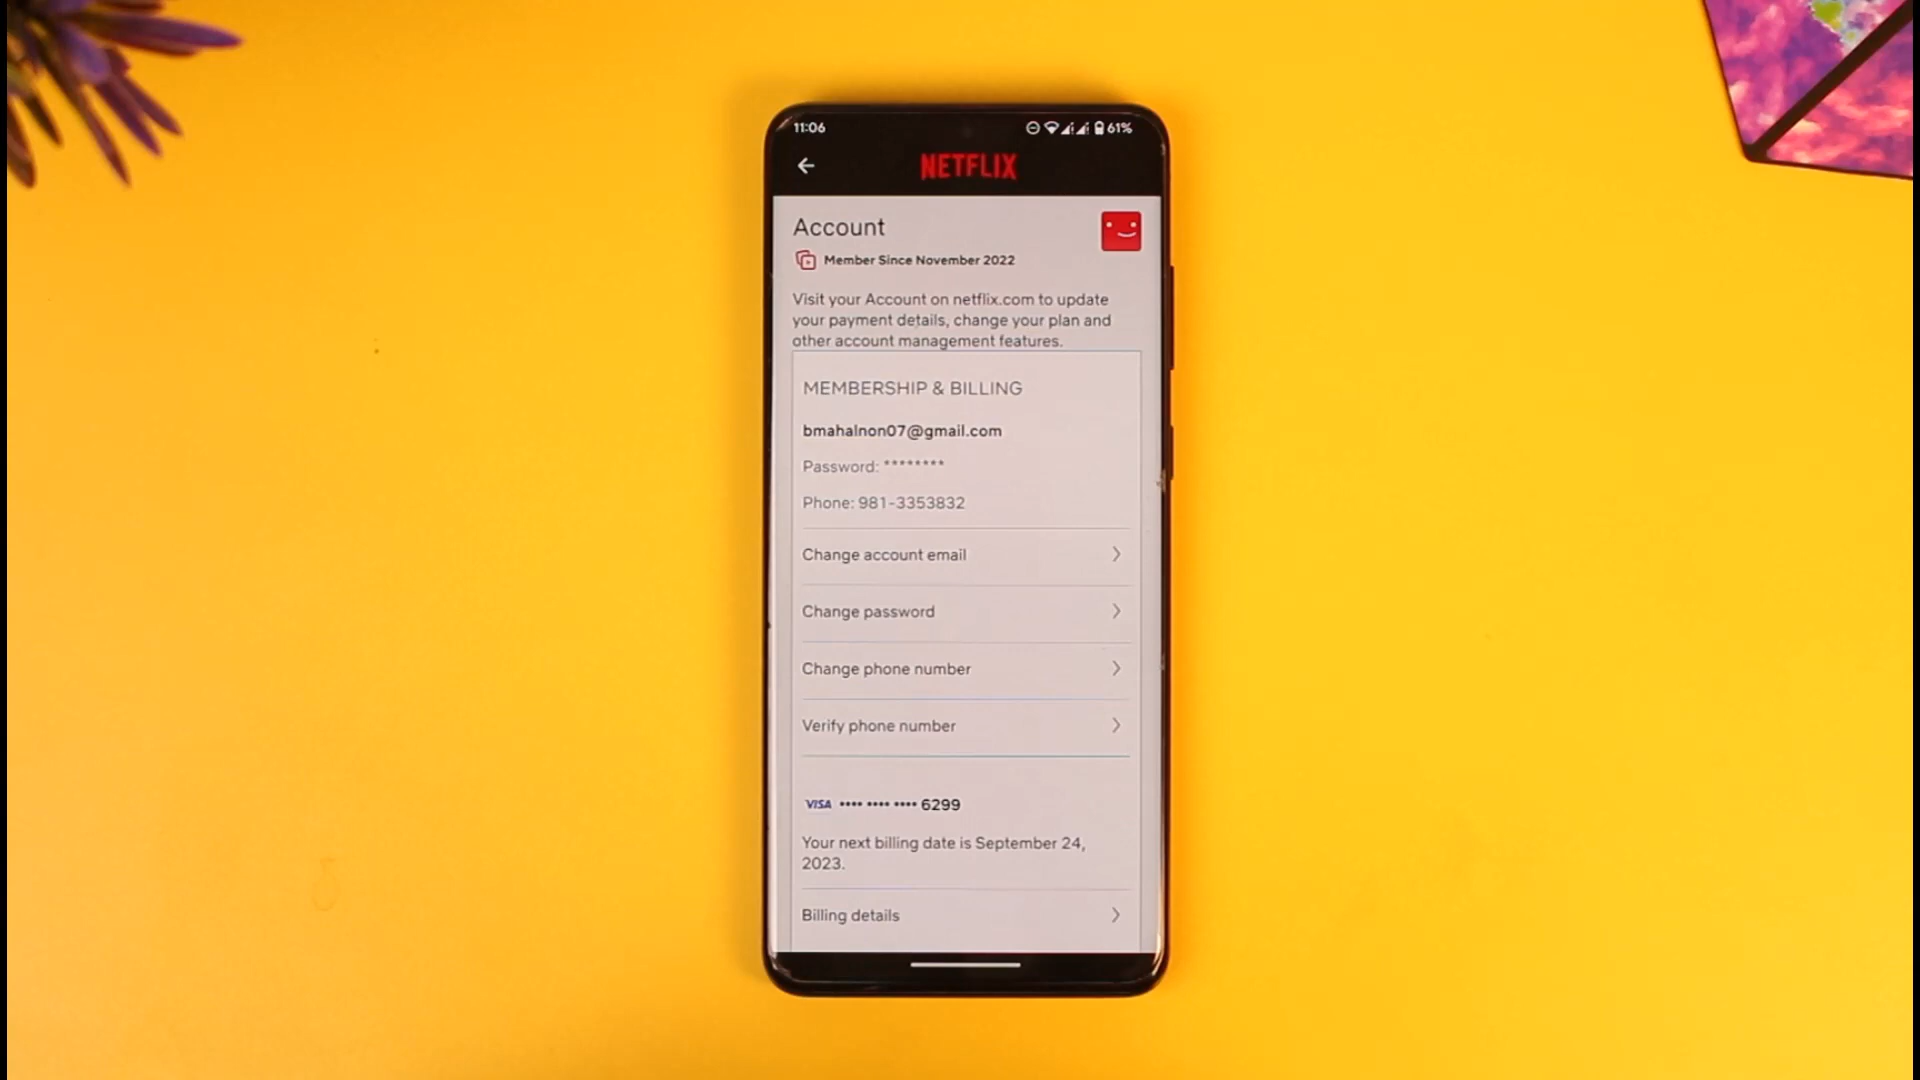 11:06 61%
NETFLIX
Account
Member Since November 2022
Visit your Account on netflix.com to update
your payment details, change your plan and
other account management features.
MEMBERSHIP & BILLING
bmahalnon07@gmail.com
Password: ********
Phone: 981-3353832
Change account email
Change password
Change phone number
Verify phone number
VISA •••• •••• •••• 6299
Your next billing date is September 24,
2023.
Billing details